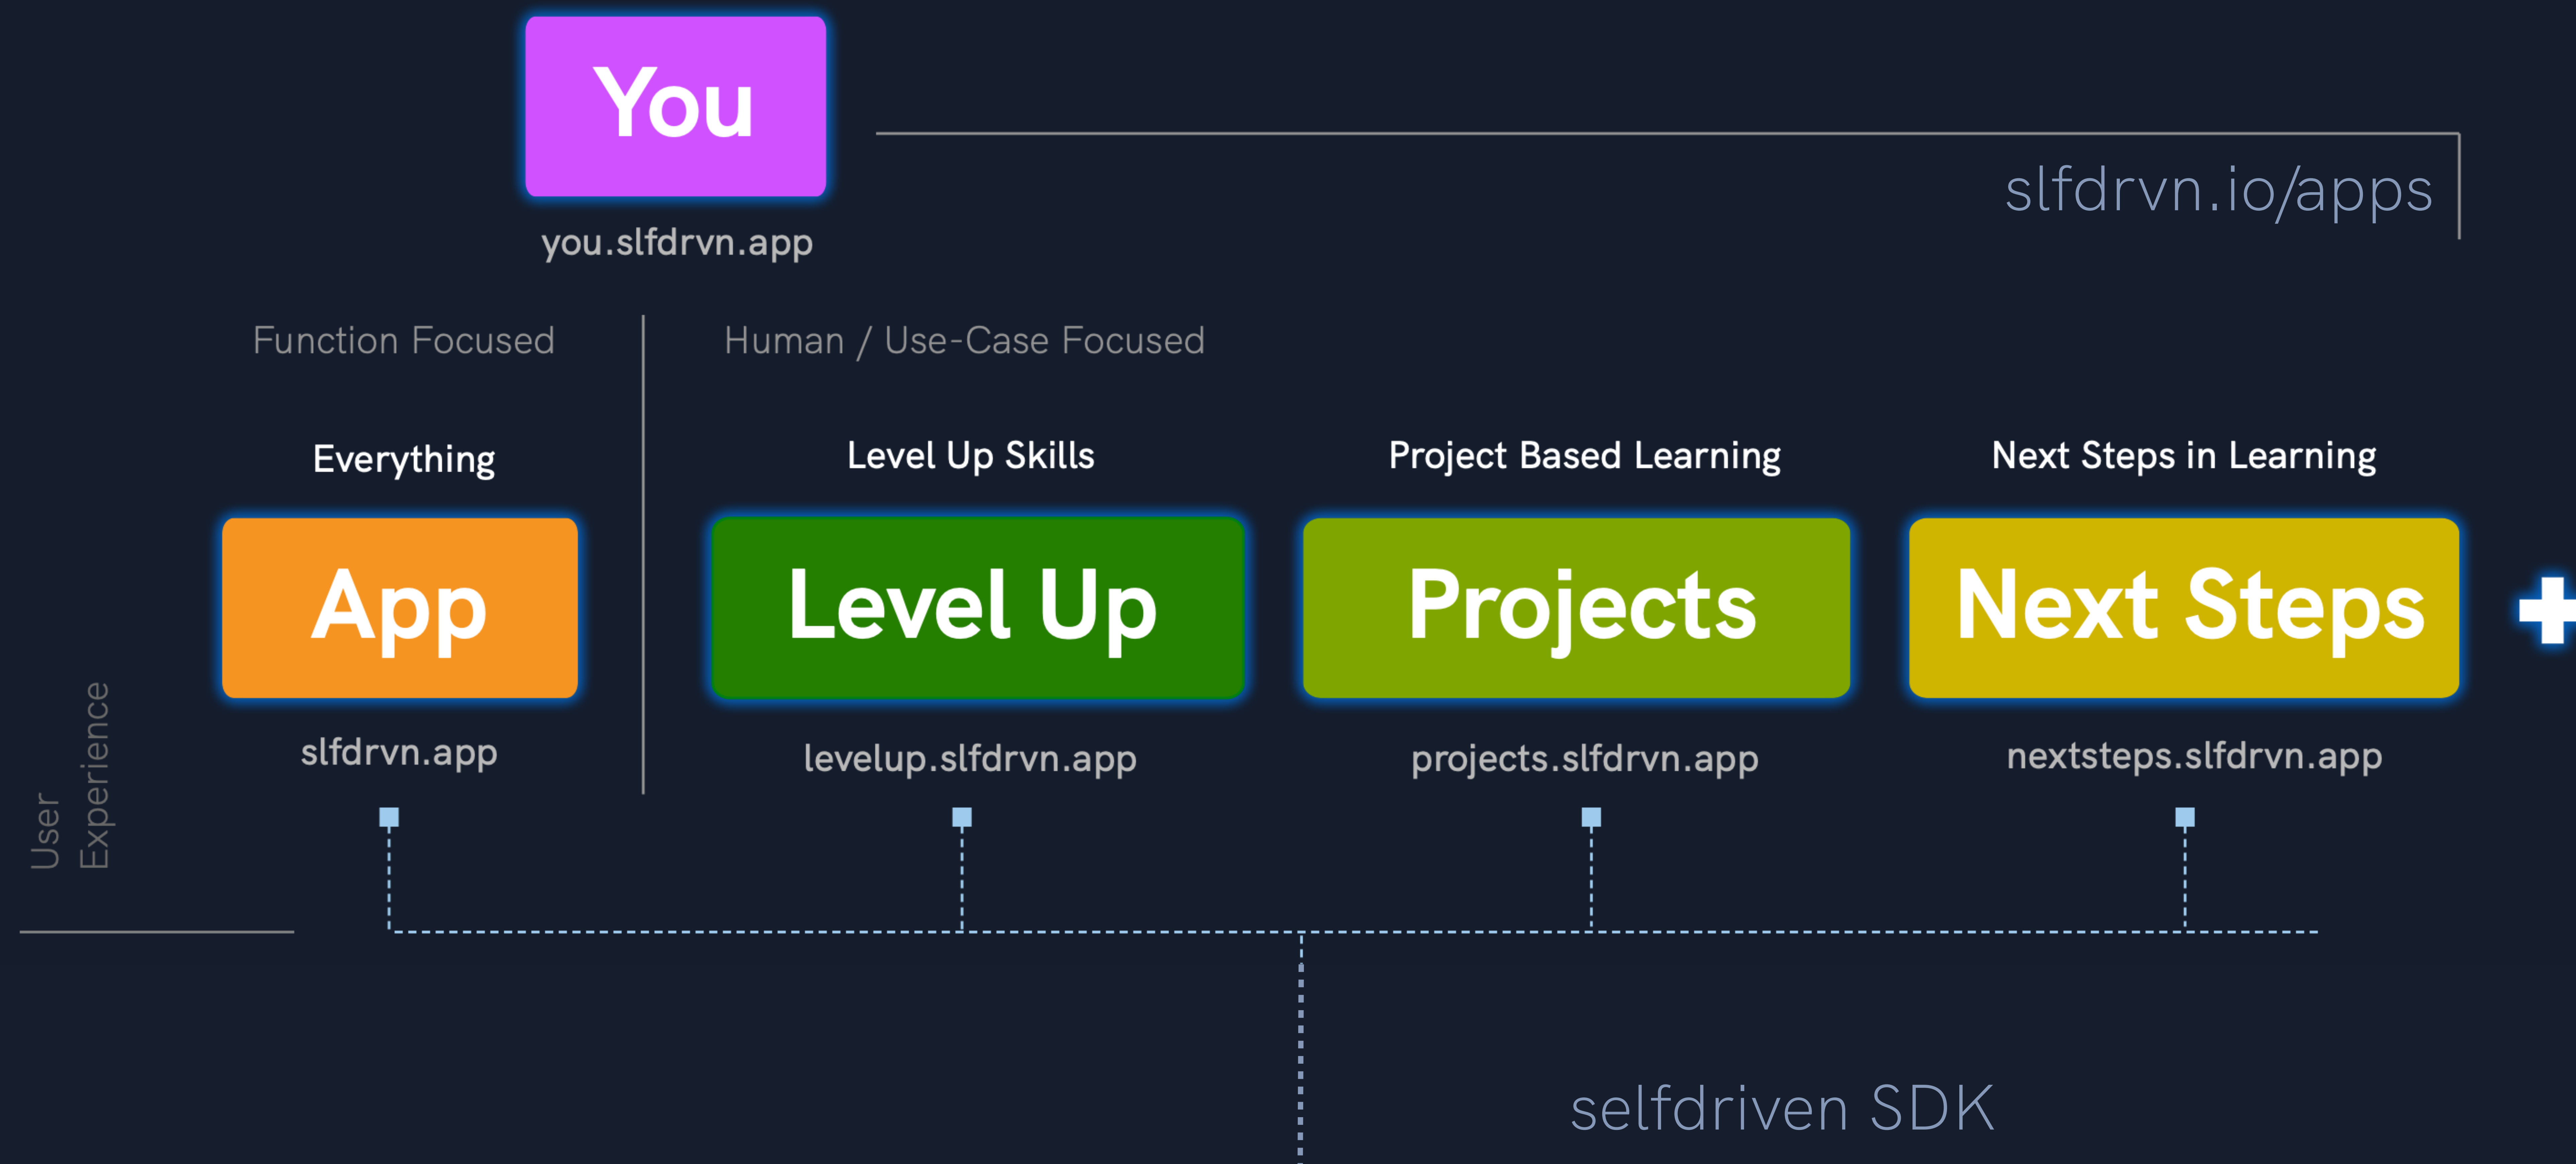 You
you.slfdrvn.app
slfdrvn.io/apps
Function Focused
Human / Use-Case Focused
Everything
Level Up Skills
Project Based Learning
Next Steps in Learning
App
Level Up
Projects
Next Steps
slfdrvn.app
levelup.slfdrvn.app
projects.slfdrvn.app
nextsteps.slfdrvn.app
User
Experience
selfdriven SDK